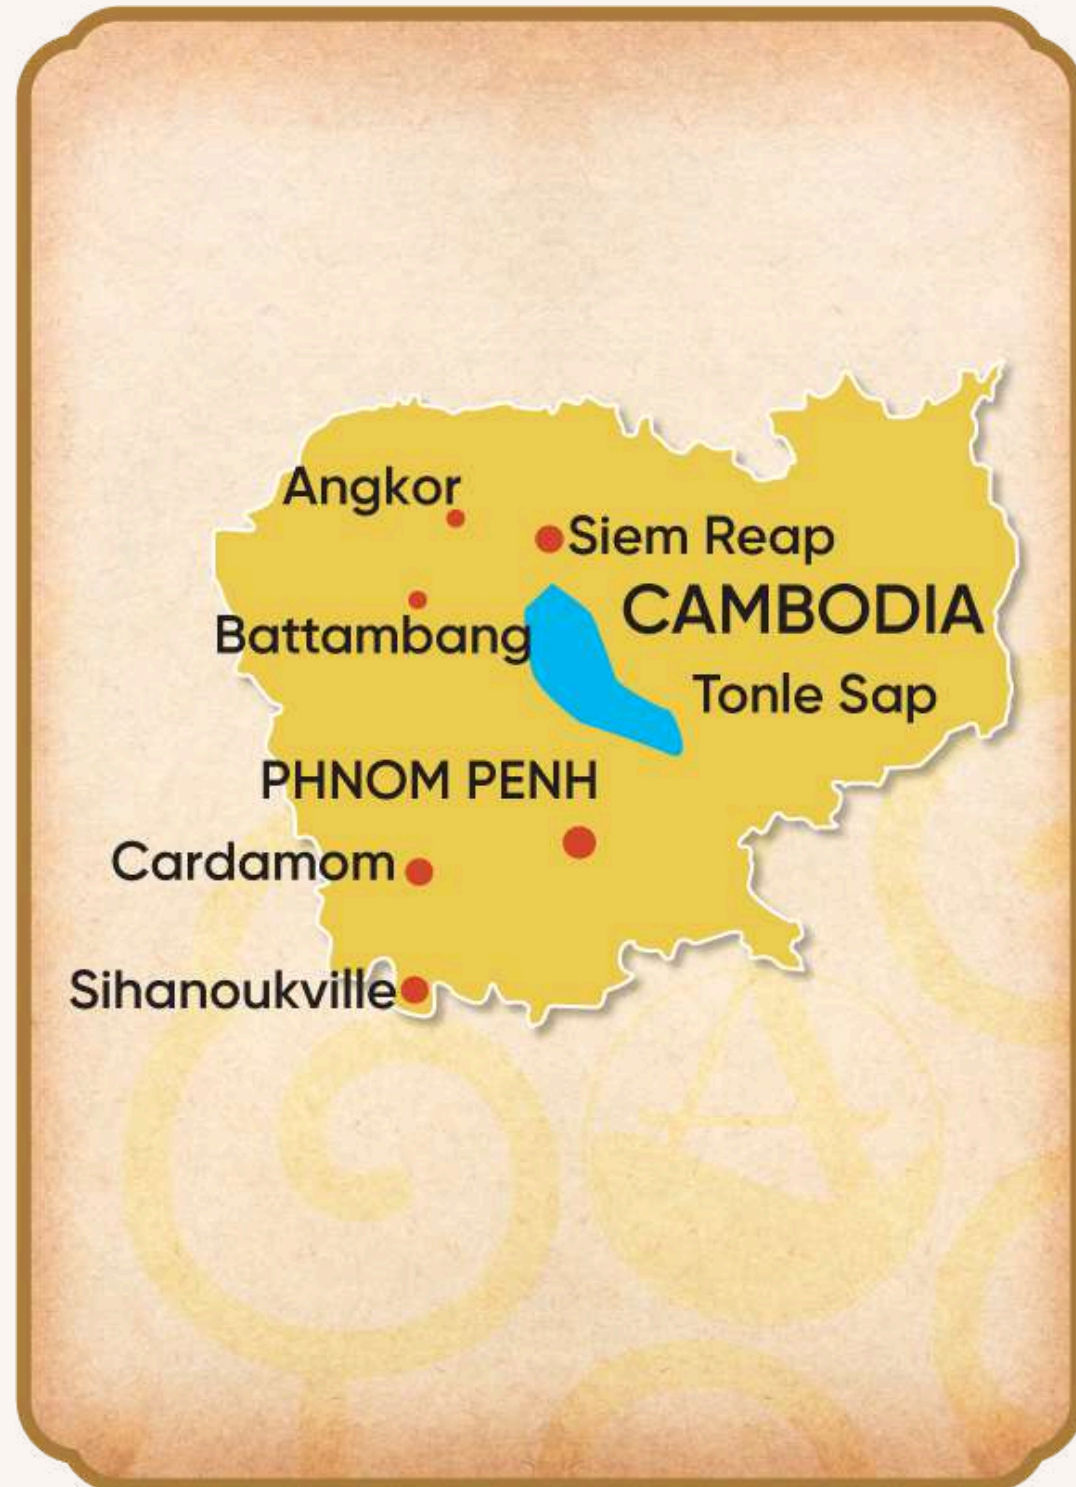 Angkor
Siem Reap
CAMBODIA
Battambang
Tonle Sap
PHNOM PENH
Cardamom
Sihanoukville